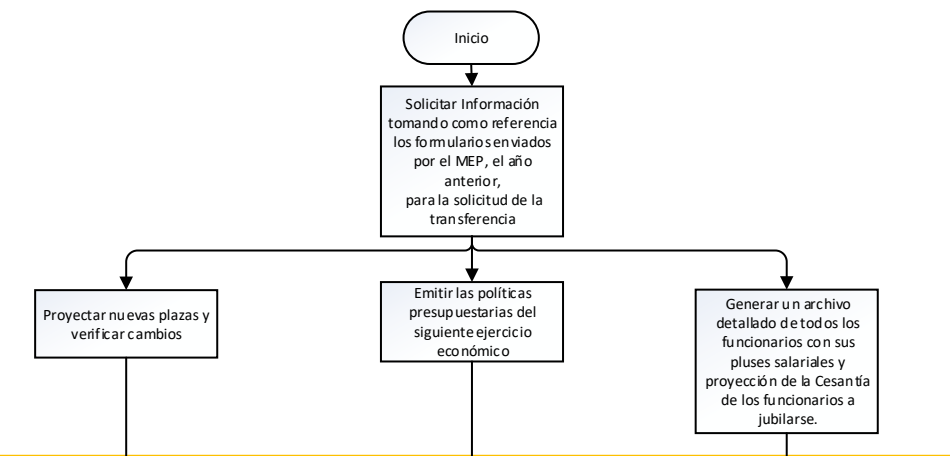 Inicio
Solicitar Información
tomando como referencia
los formularios enviados
por el MEP, el año
anterior,
para la solicitud de la
transferencia
Proyectar nuevas plazas y
verificar cambios
Emitir las políticas
presupuestarias del
siguiente ejercicio
económico
Generar un archivo
detallado de todos los
funcionarios con sus
pluses salariales y
proyección de la Cesantía
de los funcionarios a
jubilarse.